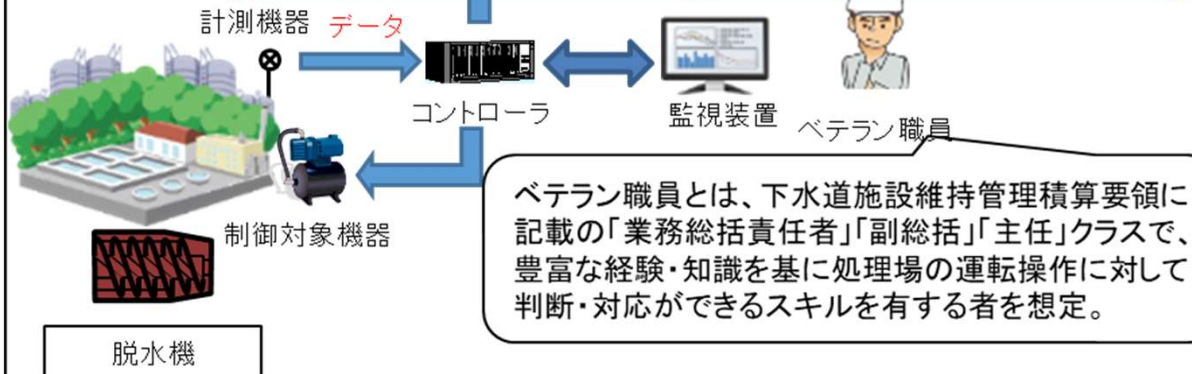 計測機器 データ
コントローラ
監視装置
ベテラン職員
制御対象機器
ベテラン職員とは、下水道施設維持管理積算要領に
記載の「業務総括責任者」「副総括」「主任」クラスで、
豊富な経験・知識を基に処理場の運転操作に対して
判断・対応ができるスキルを有する者を想定。
脱水機